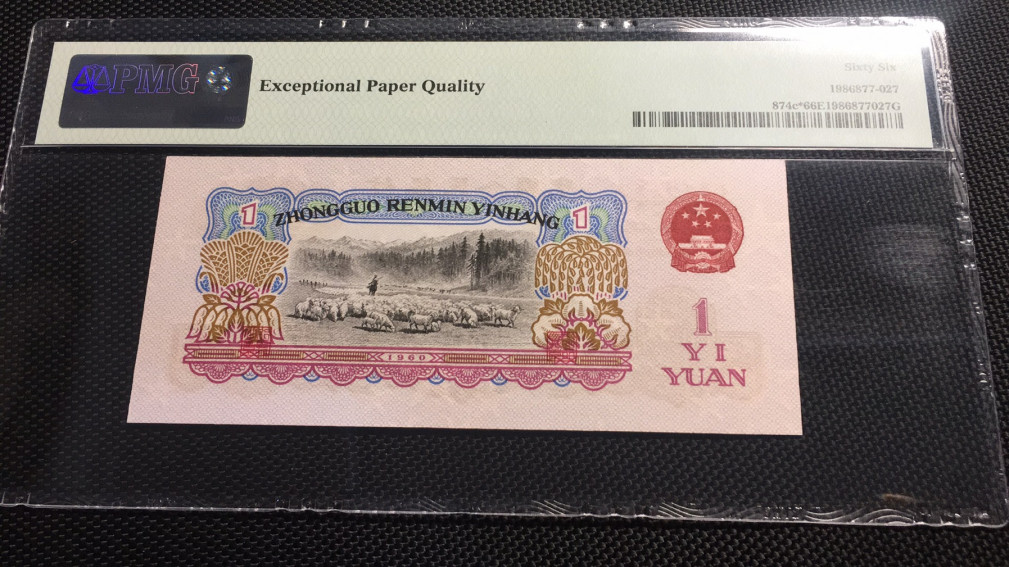 PMG
Exceptional Paper Quality
Sixty Six
1986877-027
874c*66E1986877027G
1 ZHONGGUO RENMIN YINHANG 1
1960
1
YI
YUAN